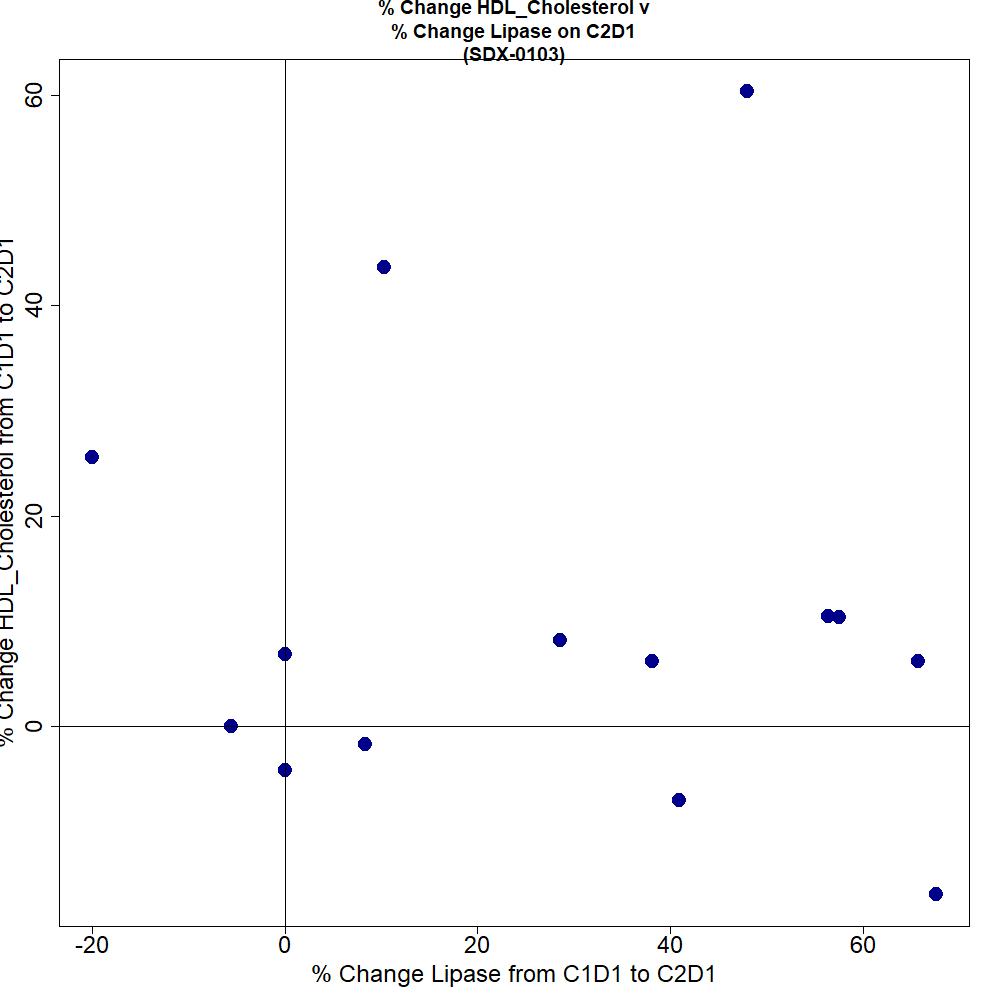 % Change HDL_Cholesterol v
% Change Lipase on C2D1
(SDX-0103)
% Change HDL_Cholesterol from C1D1 to C2D1
60
40
20
0
-20
0
20
40
60
% Change Lipase from C1D1 to C2D1